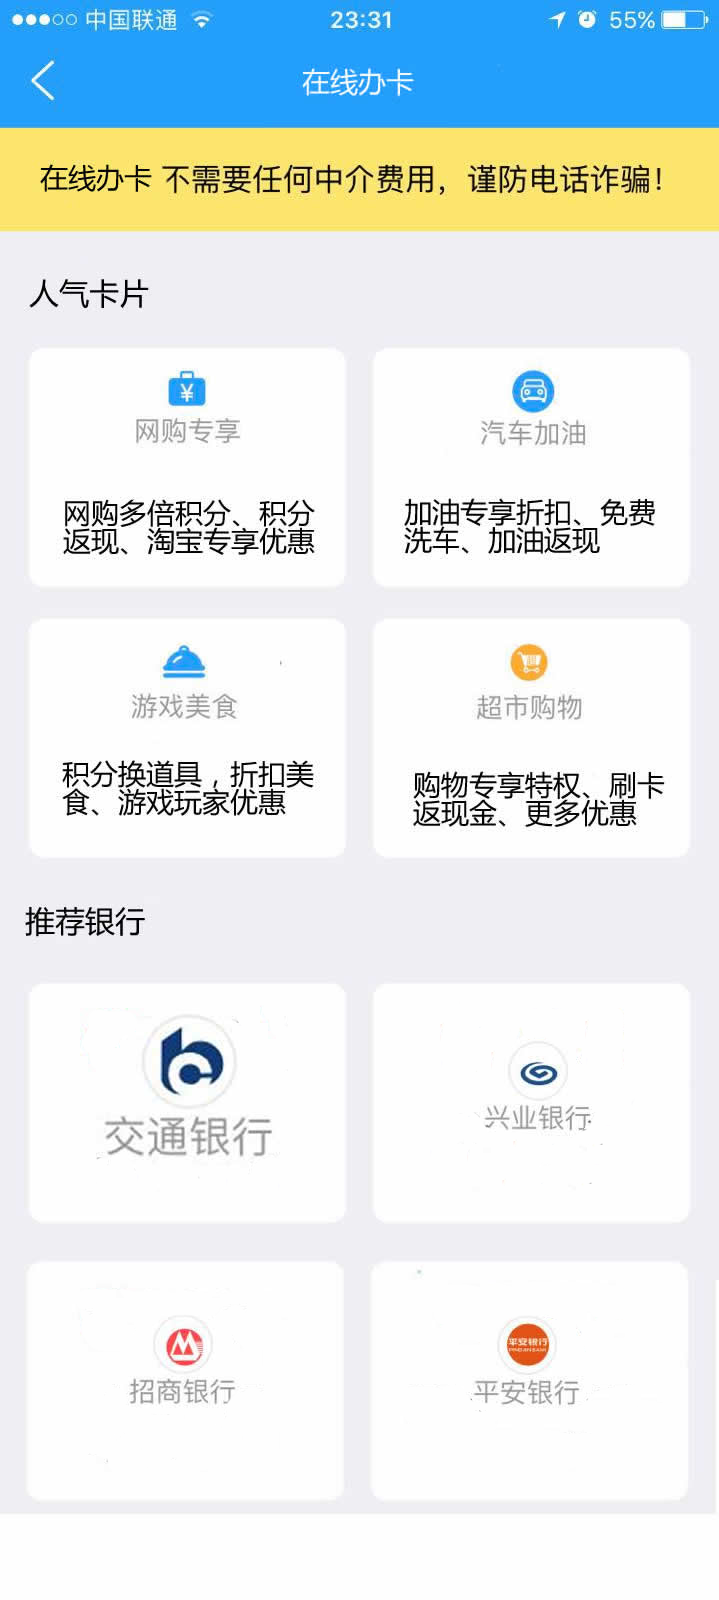 中国联通 23:31 55%
在线办卡
在线办卡 不需要任何中介费用，谨防电话诈骗！
人气卡片
网购专享
网购多倍积分、积分
返现、淘宝专享优惠
汽车加油
加油专享折扣、免费
洗车、加油返现
游戏美食
积分换道具，折扣美
食、游戏玩家优惠
超市购物
购物专享特权、刷卡
返现金、更多优惠
推荐银行
交通银行
兴业银行
招商银行
平安银行
PINGAN BANK
平安银行